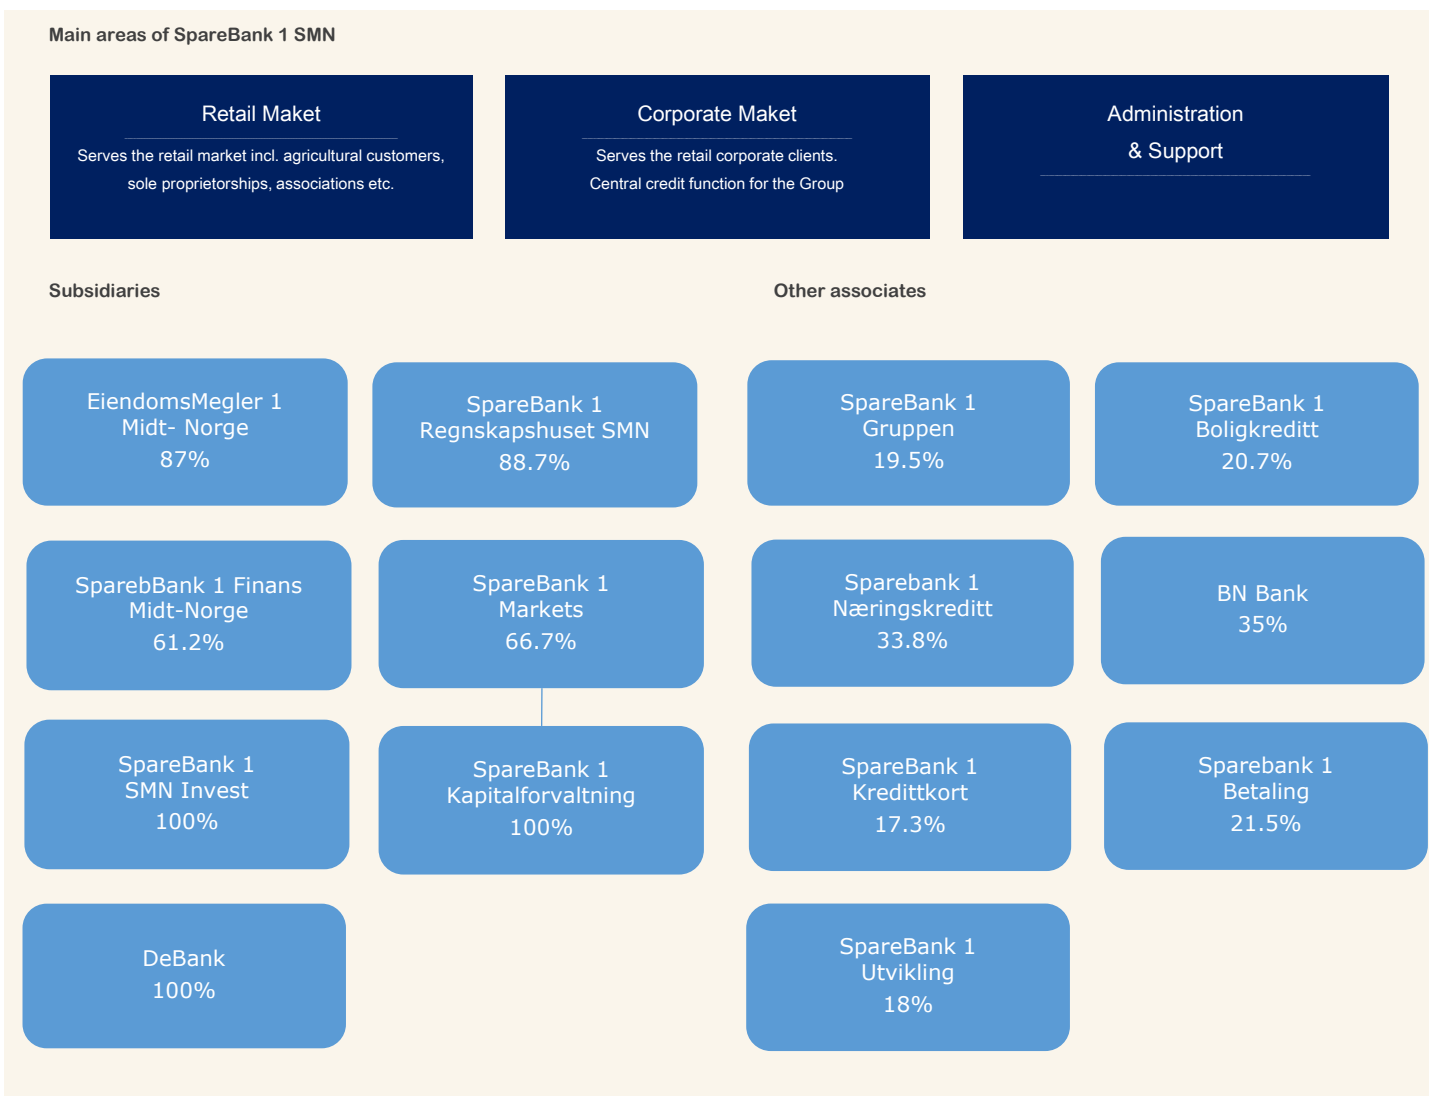 Main areas of SpareBank 1 SMN
Retail Maket
Serves the retail market incl. agricultural customers,
sole proprietorships, associations etc.
Corporate Maket
Serves the retail corporate clients.
Central credit function for the Group
Administration
& Support
Subsidiaries
EiendomsMegler 1
Midt- Norge
87%
SpareBank 1
Regnskapshuset SMN
88.7%
SparebBank 1 Finans
Midt-Norge
61.2%
SpareBank 1
Markets
66.7%
SpareBank 1
SMN Invest
100%
SpareBank 1
Kapitalforvaltning
100%
DeBank
100%
Other associates
SpareBank 1
Gruppen
19.5%
SpareBank 1
Boligkreditt
20.7%
Sparebank 1
Næringskreditt
33.8%
BN Bank
35%
SpareBank 1
Kredittkort
17.3%
Sparebank 1
Betaling
21.5%
SpareBank 1
Utvikling
18%